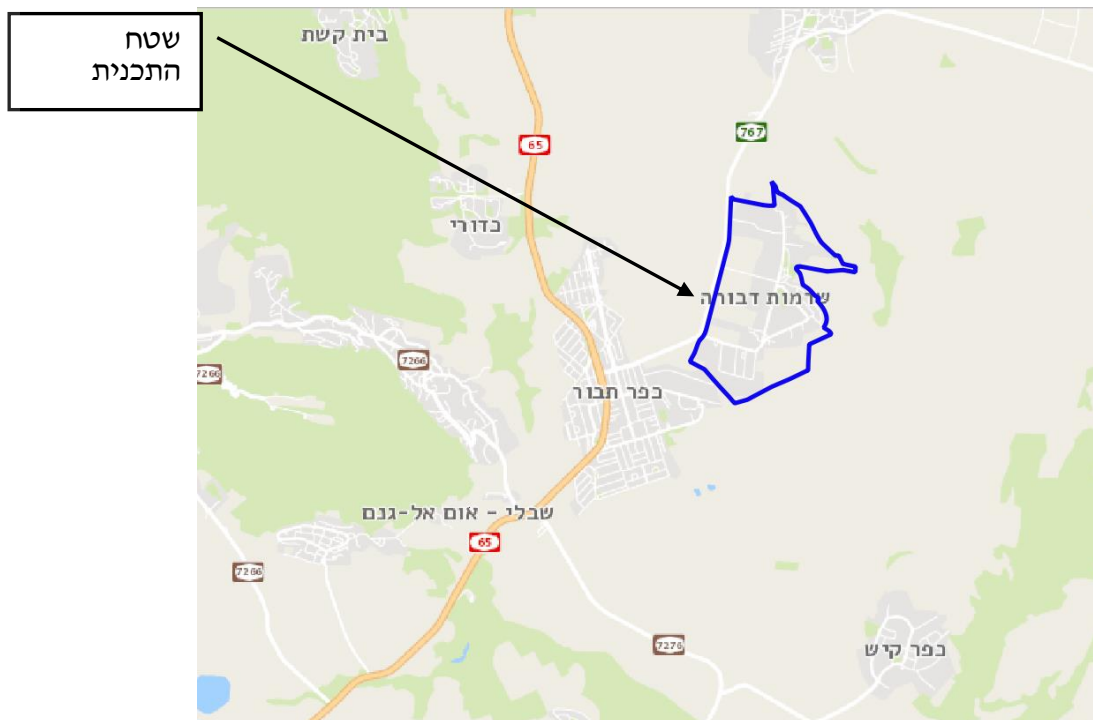 שטח
התכנית
בית קשת
65
767
כדורי
שדמות דבורה
7266
7266
כפר תבור
שבלי - אום אל-גנם
65
7266
7276
כפר קיש